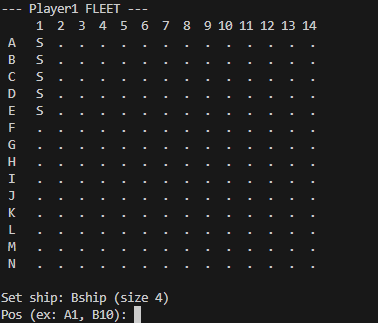 --- Player1 FLEET ---
1 2 3 4 5 6 7 8 9 10 11 12 13 14
A S . . . . . . . . . . . . .
B S . . . . . . . . . . . . .
C S . . . . . . . . . . . . .
D S . . . . . . . . . . . . .
E S . . . . . . . . . . . . .
F . . . . . . . . . . . . . .
G . . . . . . . . . . . . . .
H . . . . . . . . . . . . . .
I . . . . . . . . . . . . . .
J . . . . . . . . . . . . . .
K . . . . . . . . . . . . . .
L . . . . . . . . . . . . . .
M . . . . . . . . . . . . . .
N . . . . . . . . . . . . . .
Set ship: Bship (size 4)
Pos (ex: A1, B10):